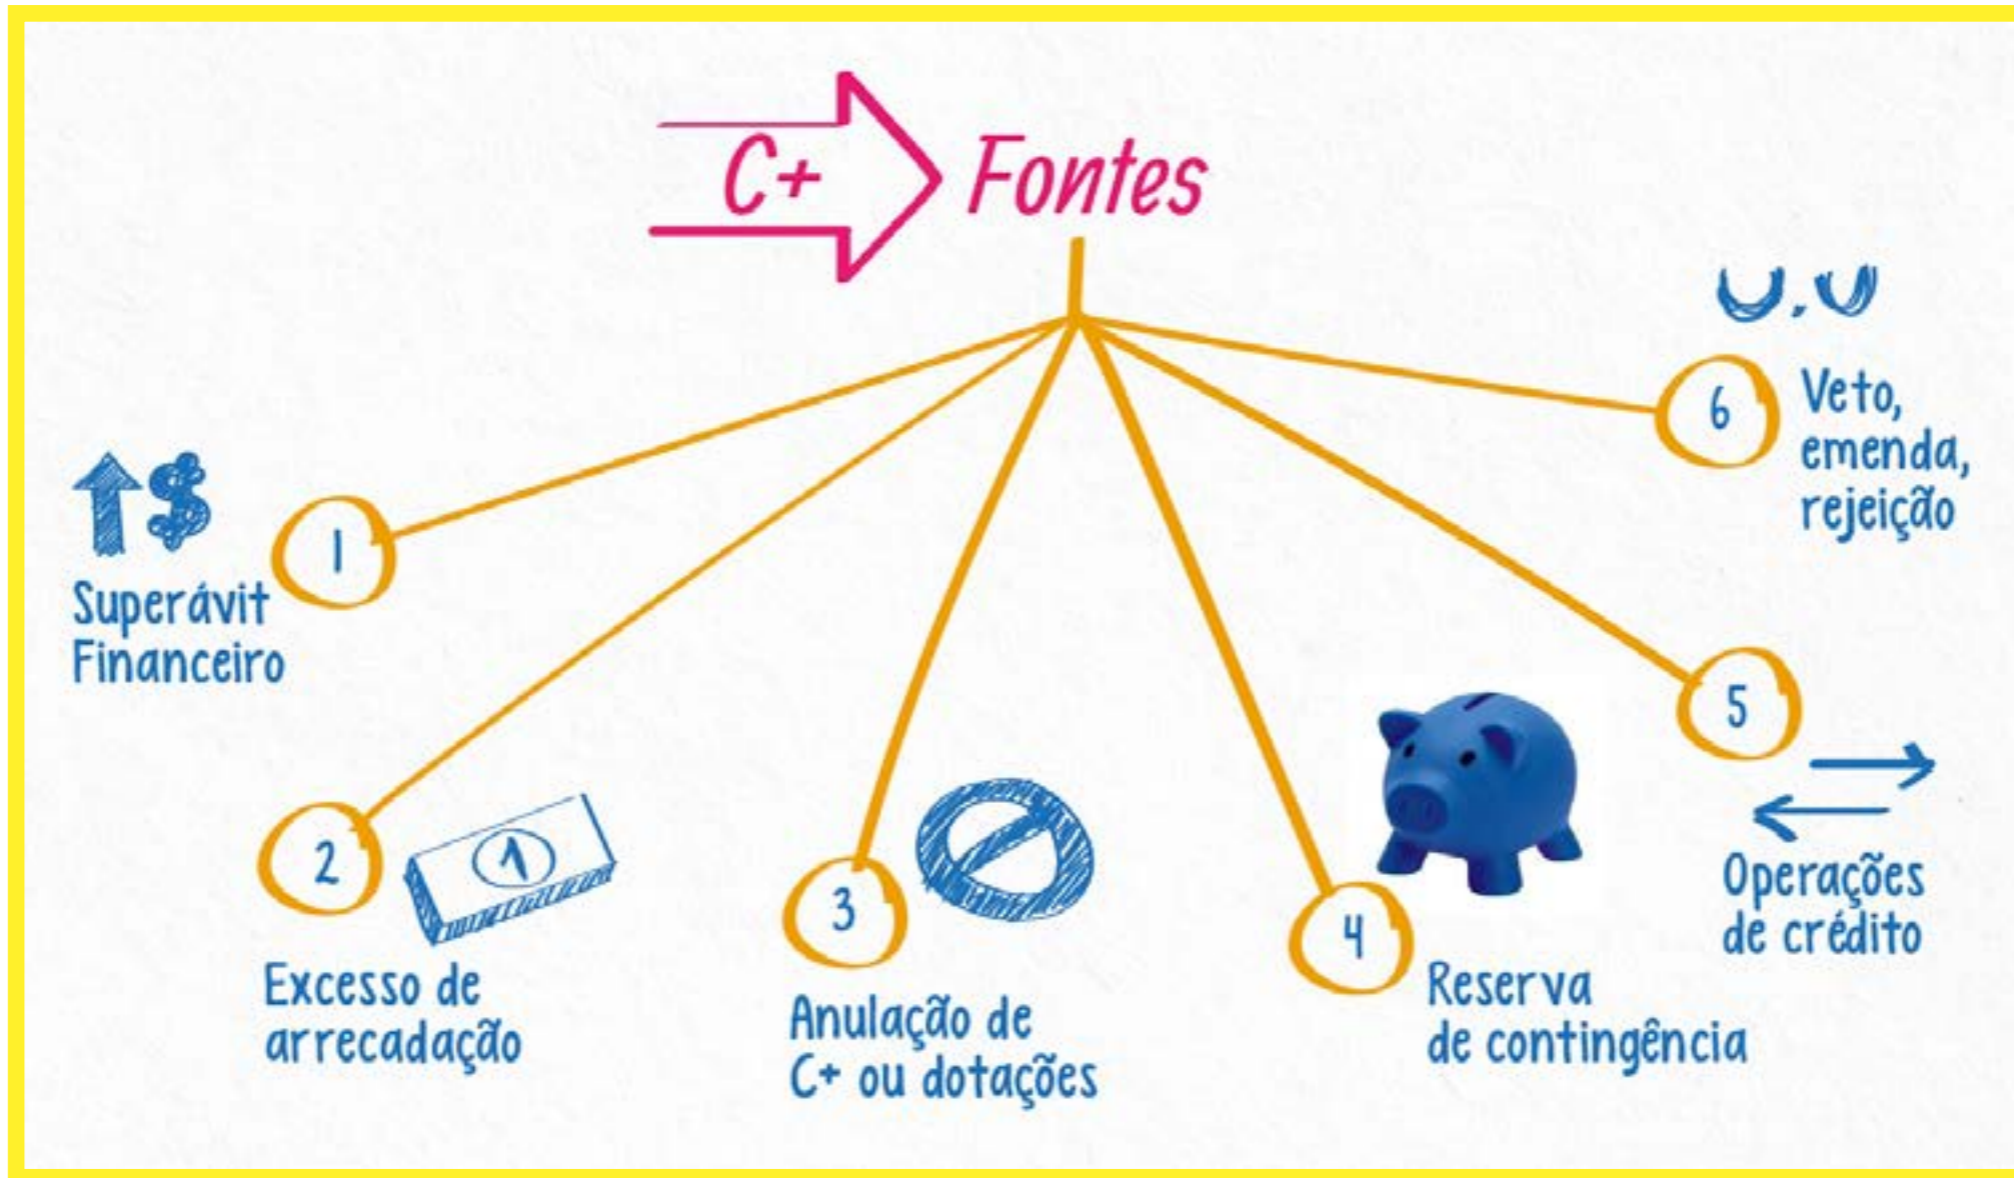 C+ Fontes
1
Superávit
Financeiro
2
1
Excesso de
arrecadação
3
Anulação de
C+ ou dotações
4
Reserva
de contingência
5
Operações
de crédito
6
Veto,
emenda,
rejeição